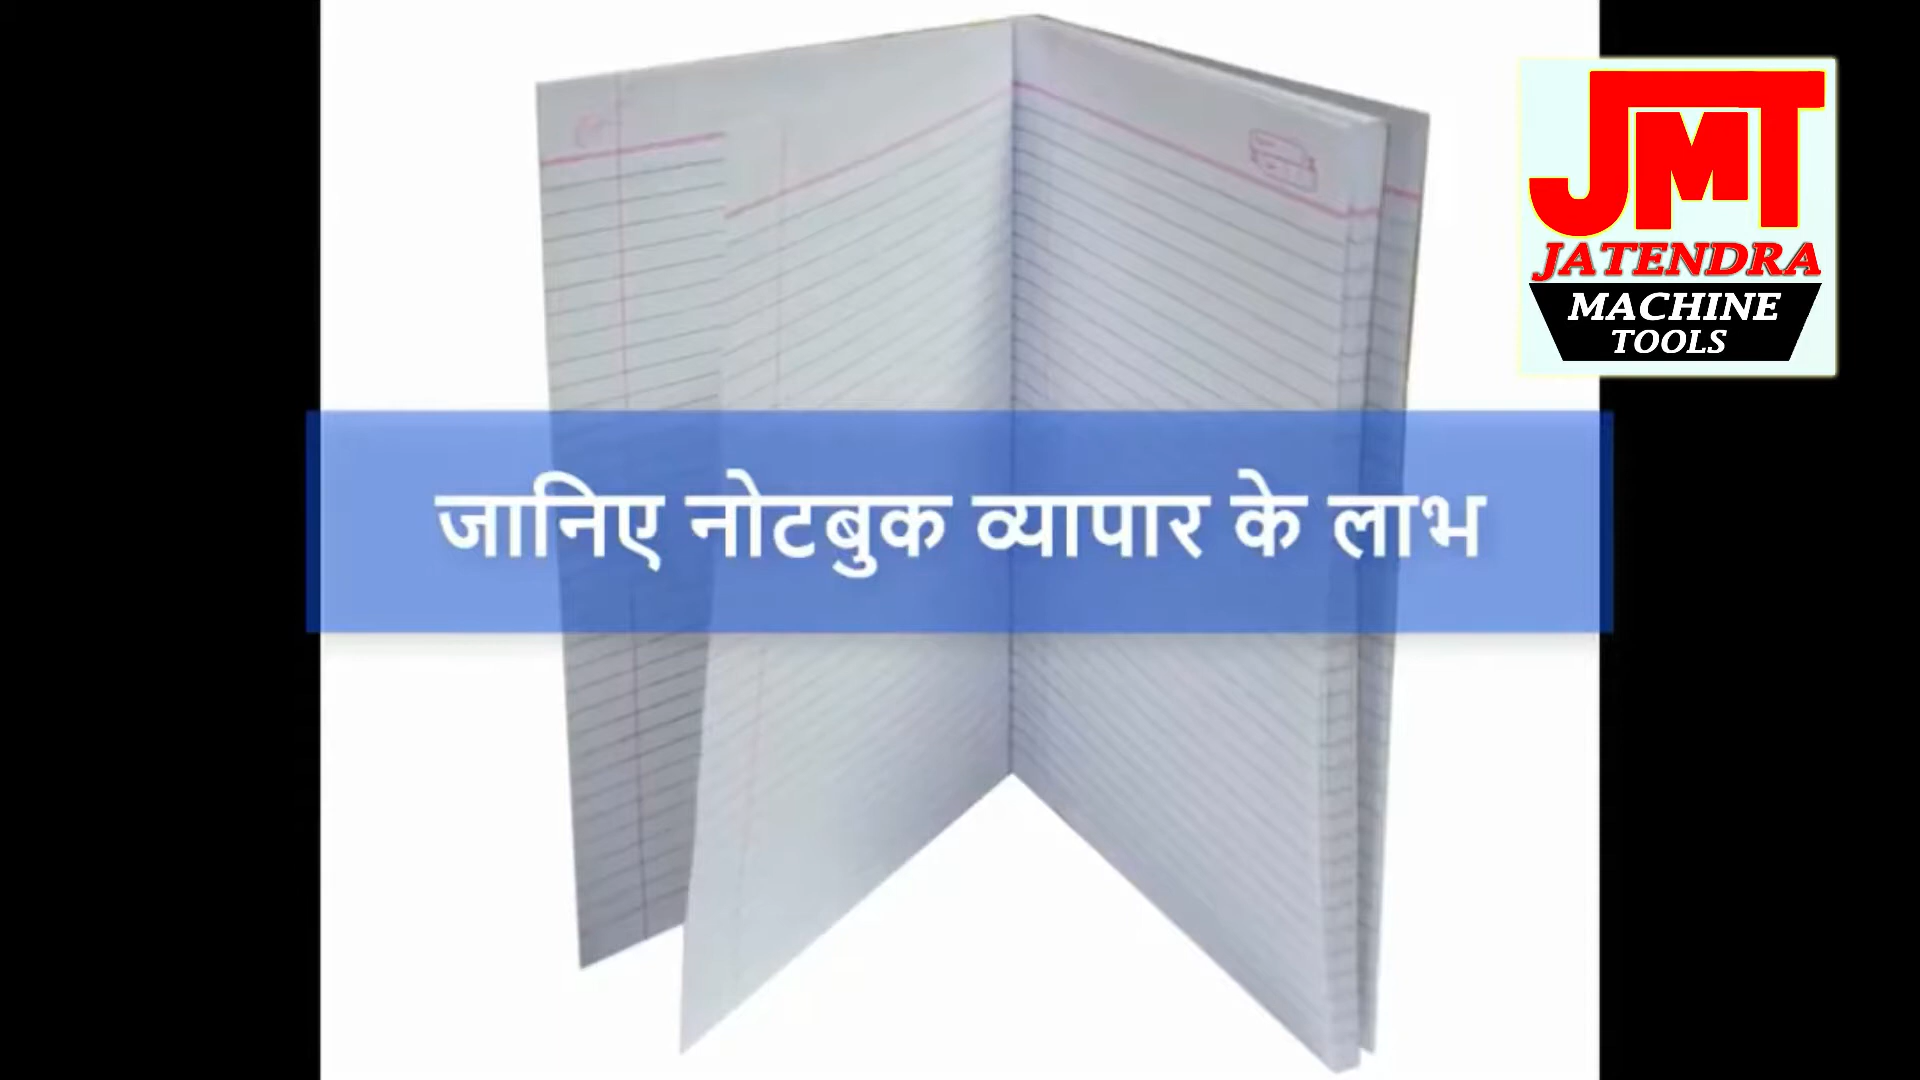 JMT
JATENDRA
MACHINE
TOOLS
जानिए नोटबुक व्यापार के लाभ